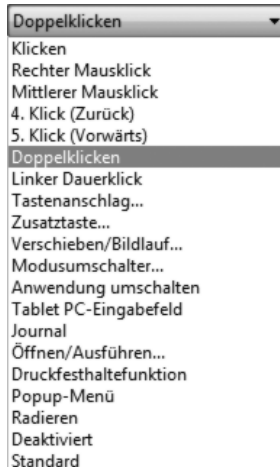 Doppelklicken
Klicken
Rechter Mausklick
Mittlerer Mausklick
4. Klick (Zurück)
5. Klick (Vorwärts)
Doppelklicken
Linker Dauerklick
Tastenanschlag...
Zusatztaste...
Verschieben/Bildlauf...
Modusumschalter...
Anwendung umschalten
Tablet PC-Eingabefeld
Journal
Öffnen/Ausführen...
Druckfesthaltefunktion
Popup-Menü
Radieren
Deaktiviert
Standard